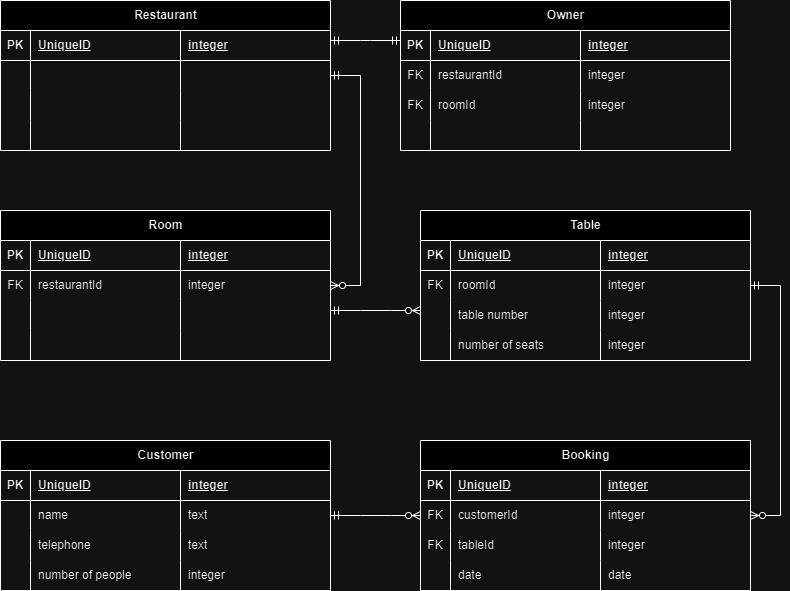 Restaurant
PK UniqueID integer
Owner
PK UniqueID integer
FK restaurantId integer
FK roomId integer
Room
PK UniqueID integer
FK restaurantId integer
Table
PK UniqueID integer
FK roomId integer
table number integer
number of seats integer
Customer
PK UniqueID integer
name text
telephone text
number of people integer
Booking
PK UniqueID integer
FK customerId integer
FK tableId integer
date date